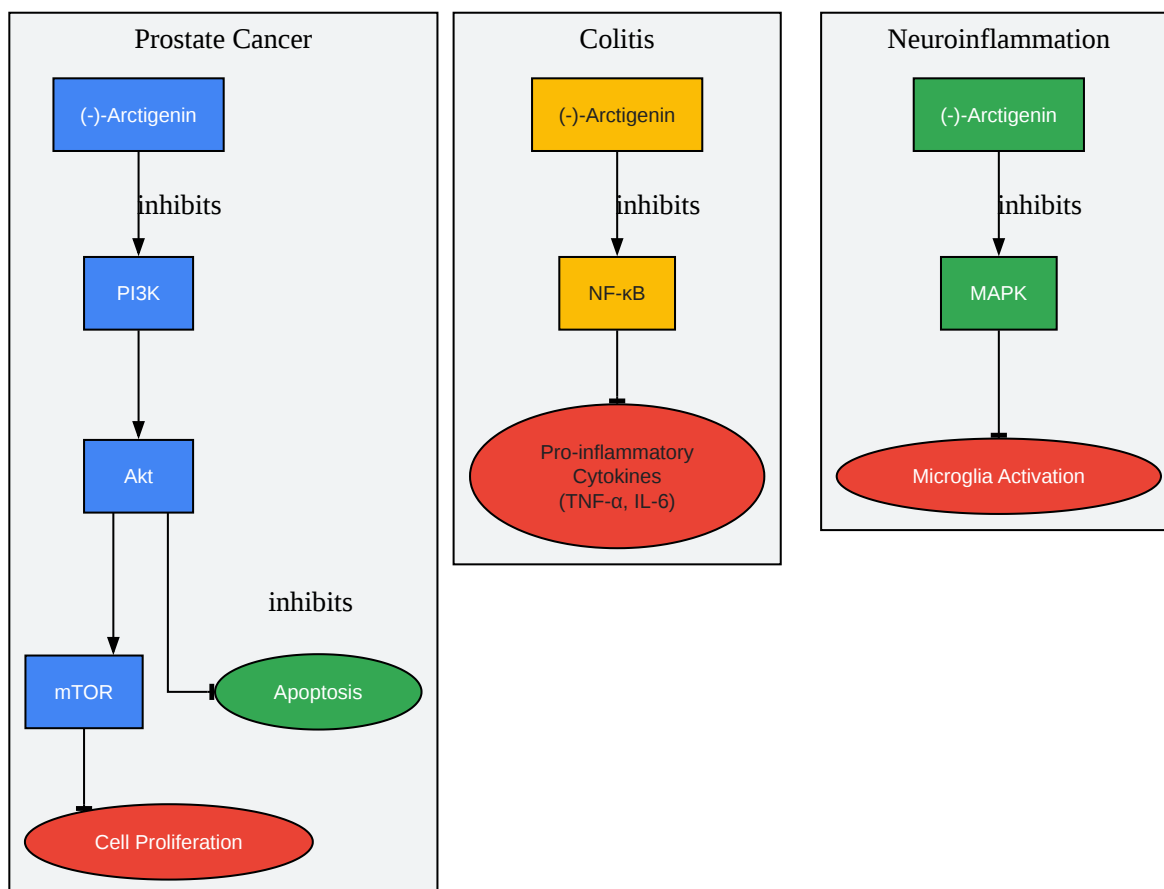 Prostate Cancer
(-)-Arctigenin
inhibits
PI3K
Akt
inhibits
mTOR
Apoptosis
Cell Proliferation
Colitis
(-)-Arctigenin
inhibits
NF-κB
Pro-inflammatory
Cytokines
(TNF-α, IL-6)
Neuroinflammation
(-)-Arctigenin
inhibits
MAPK
Microglia Activation